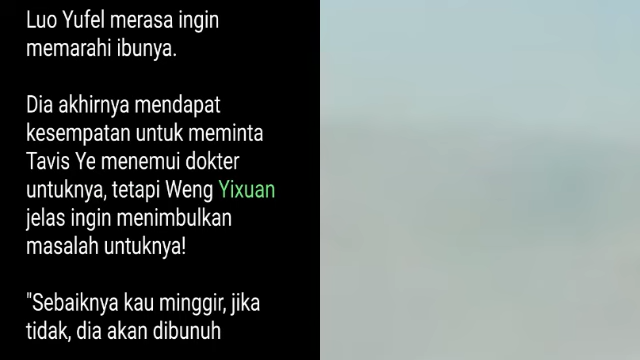 Luo Yufel merasa ingin
memarahi ibunya.
Dia akhirnya mendapat
kesempatan untuk meminta
Tavis Ye menemui dokter
untuknya, tetapi Weng Yixuan
jelas ingin menimbulkan
masalah untuknya!
"Sebaiknya kau minggir, jika
tidak, dia akan dibunuh